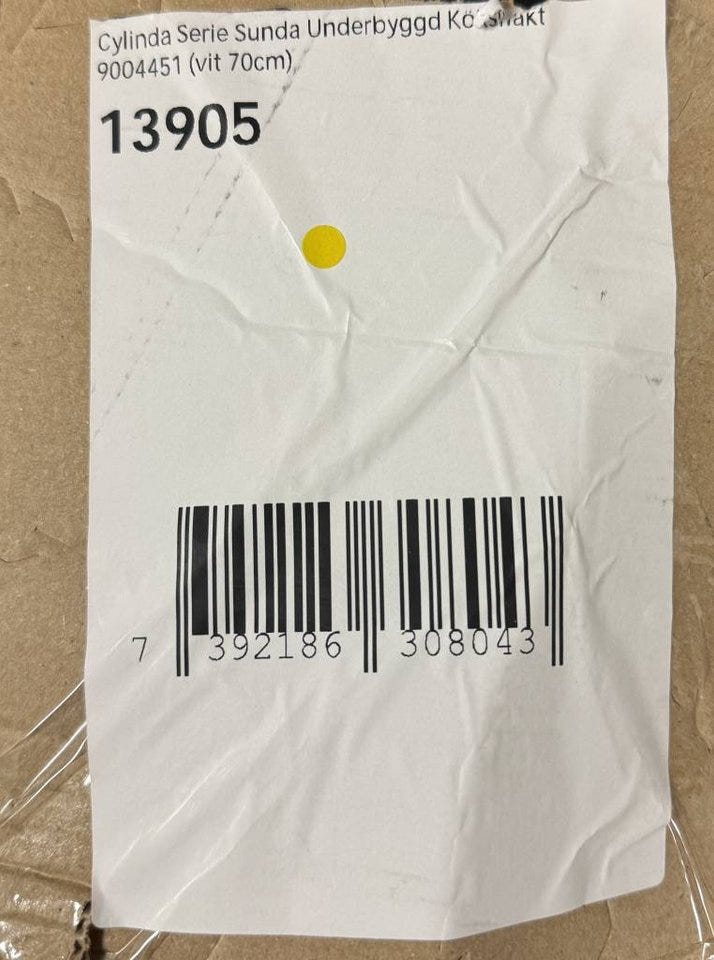 Cylinda Serie Sunda Underbyggd
9004451 (vit 70cm)
13905
7 392186 308043